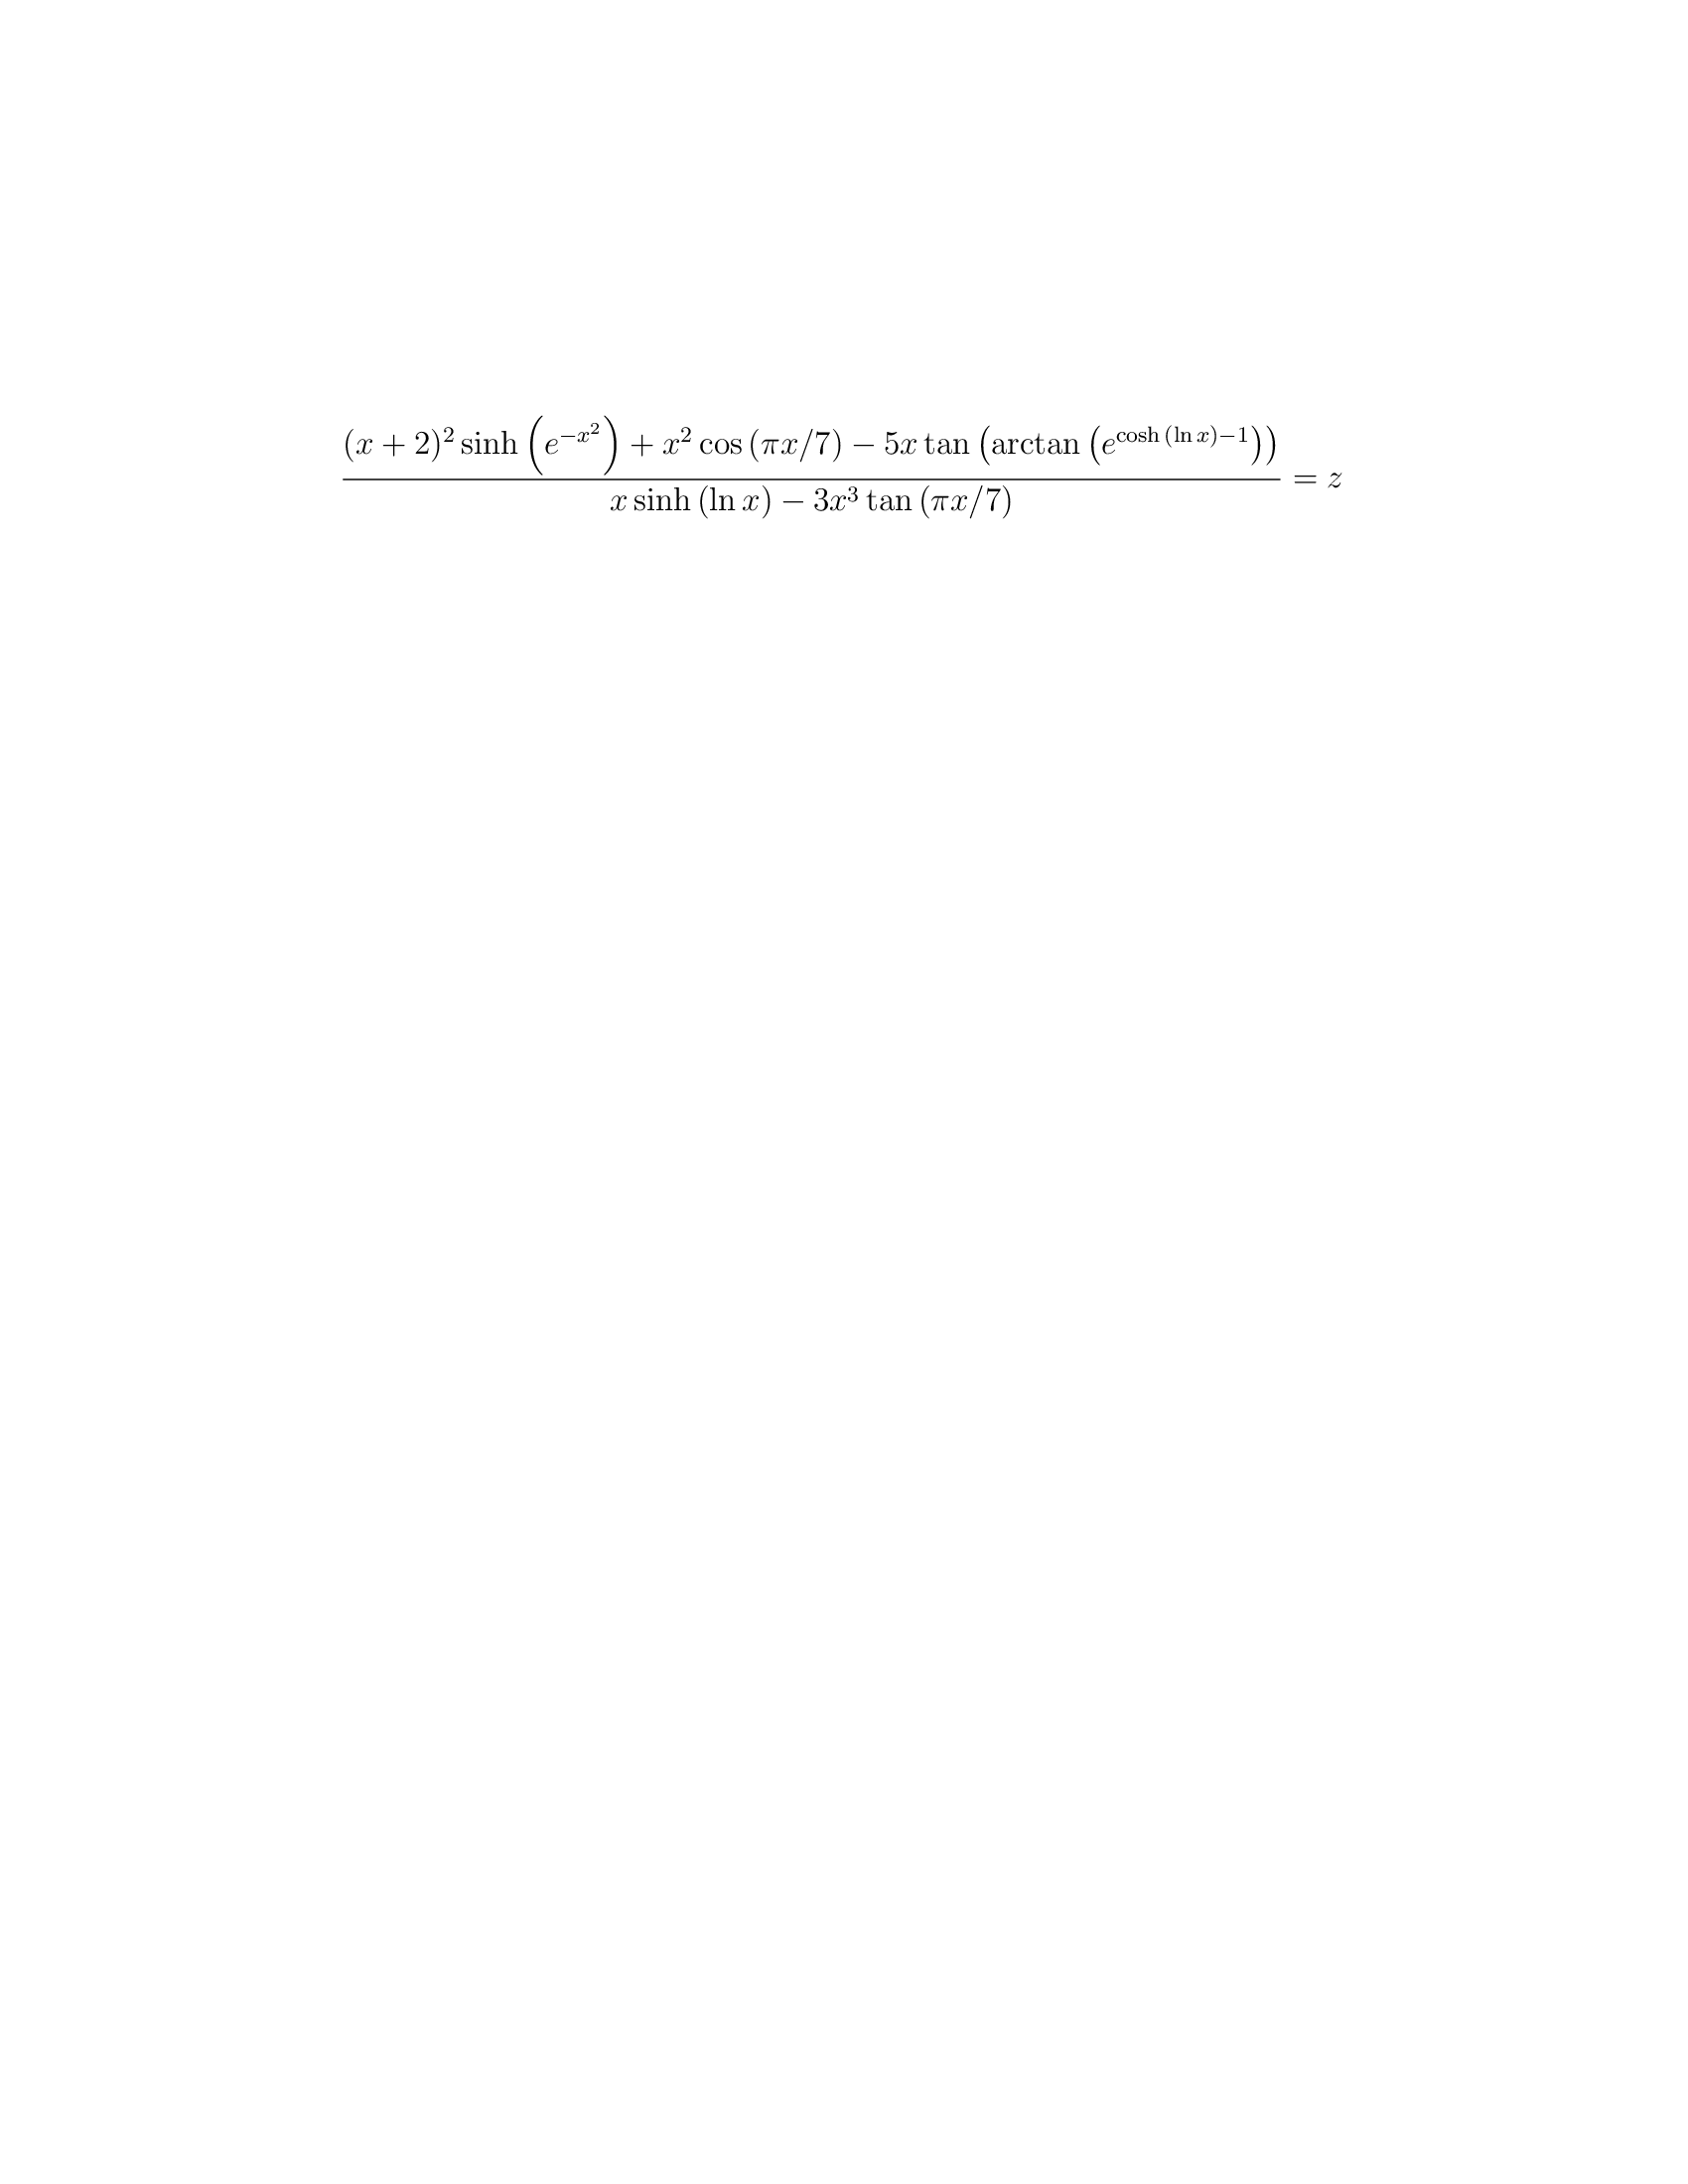 \frac{(x+2)^2 \sinh\left(e^{-x^2}\right) + x^2 \cos(\pi x/7) - 5x \tan\left(\arctan\left(e^{\cosh(\ln x)-1}\right)\right)}{x \sinh(\ln x) - 3x^3 \tan(\pi x/7)} = z